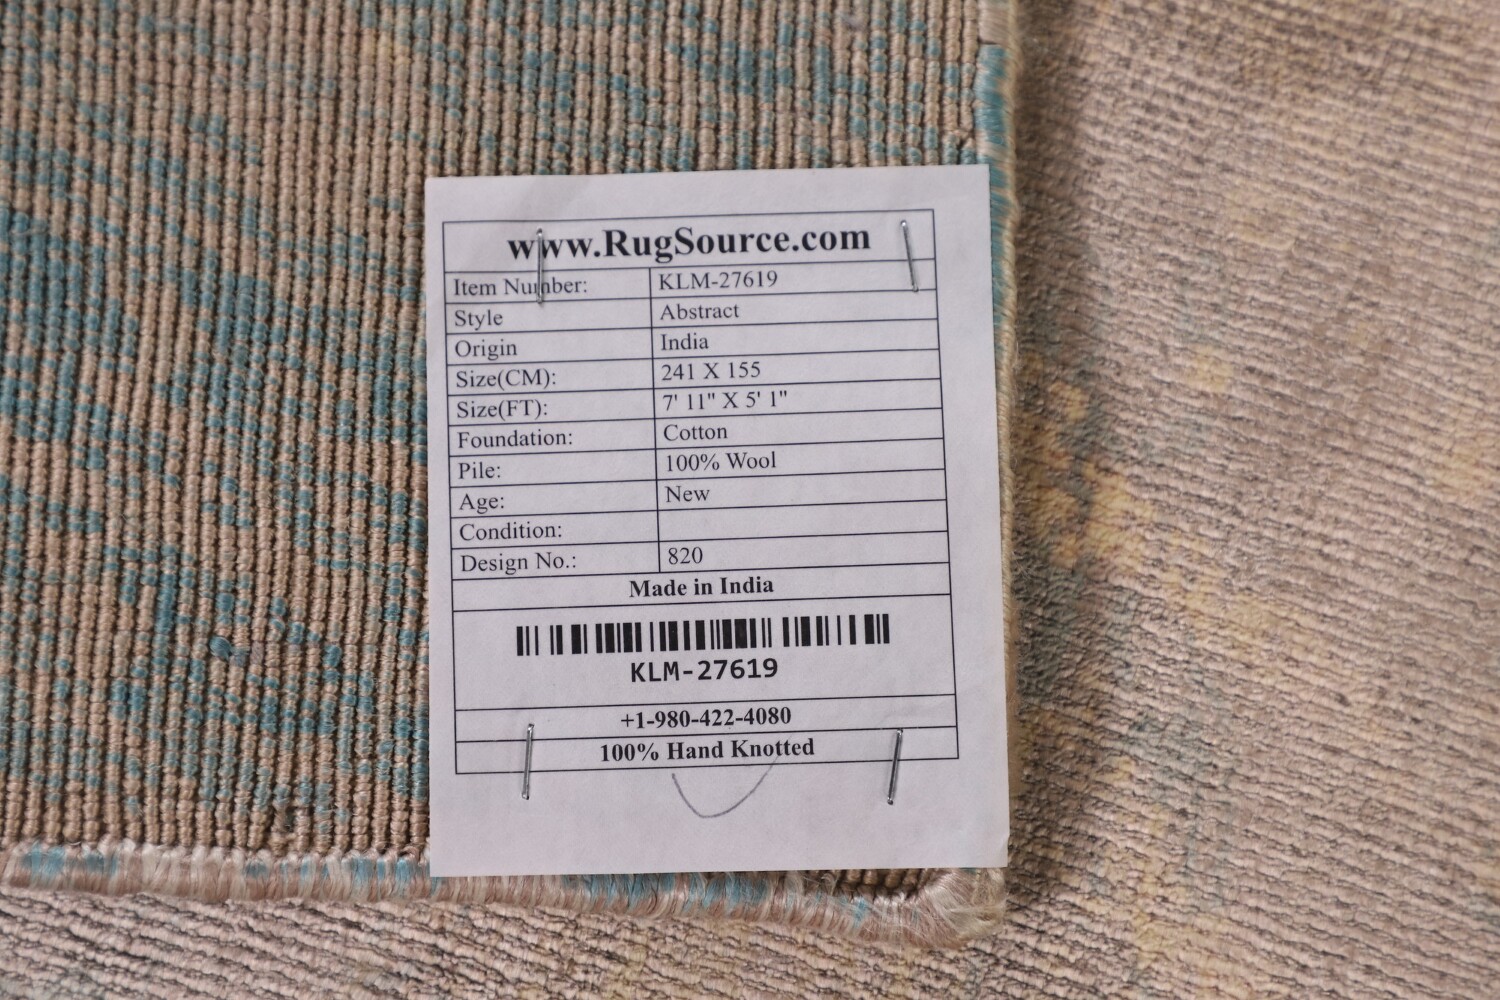 www.RugSource.com
Item Number: KLM-27619
Style Abstract
Origin India
Size(CM): 241 X 155
Size(FT): 7' 11" X 5' 1"
Foundation: Cotton
Pile: 100% Wool
Age: New
Condition:
Design No.: 820
Made in India
KLM-27619
+1-980-422-4080
100% Hand Knotted